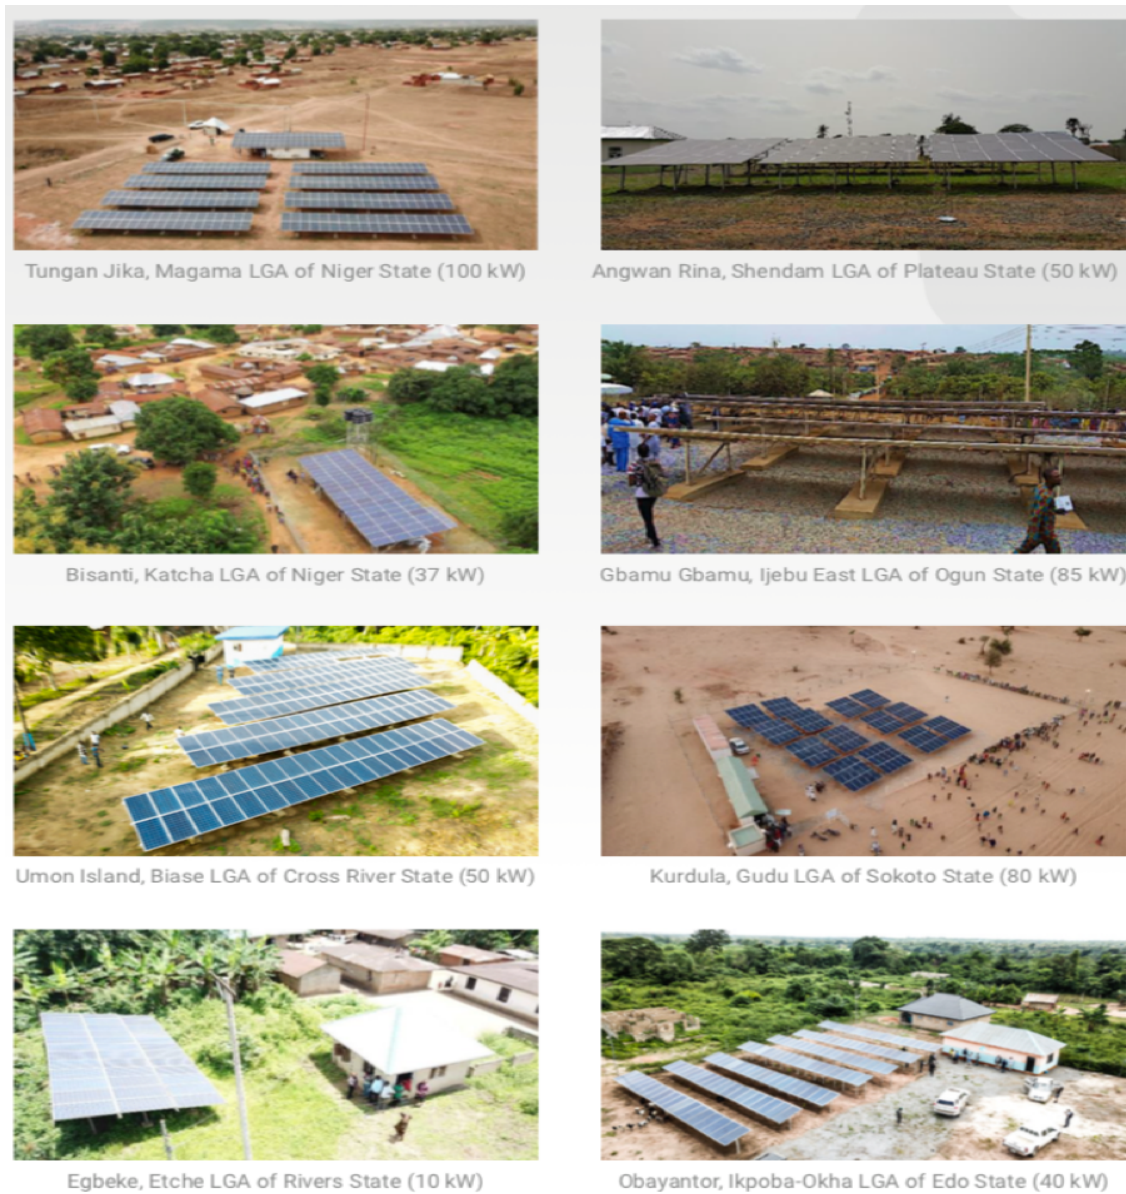 Tungan Jika, Magama LGA of Niger State (100 kW)
Angwan Rina, Shendam LGA of Plateau State (50 kW)
Bisanti, Katcha LGA of Niger State (37 kW)
Gbamu Gbamu, Ijebu East LGA of Ogun State (85 kW)
Umon Island, Biase LGA of Cross River State (50 kW)
Kurdula, Gudu LGA of Sokoto State (80 kW)
Egbeke, Etche LGA of Rivers State (10 kW)
Obayantor, Ikpoba-Okha LGA of Edo State (40 kW)